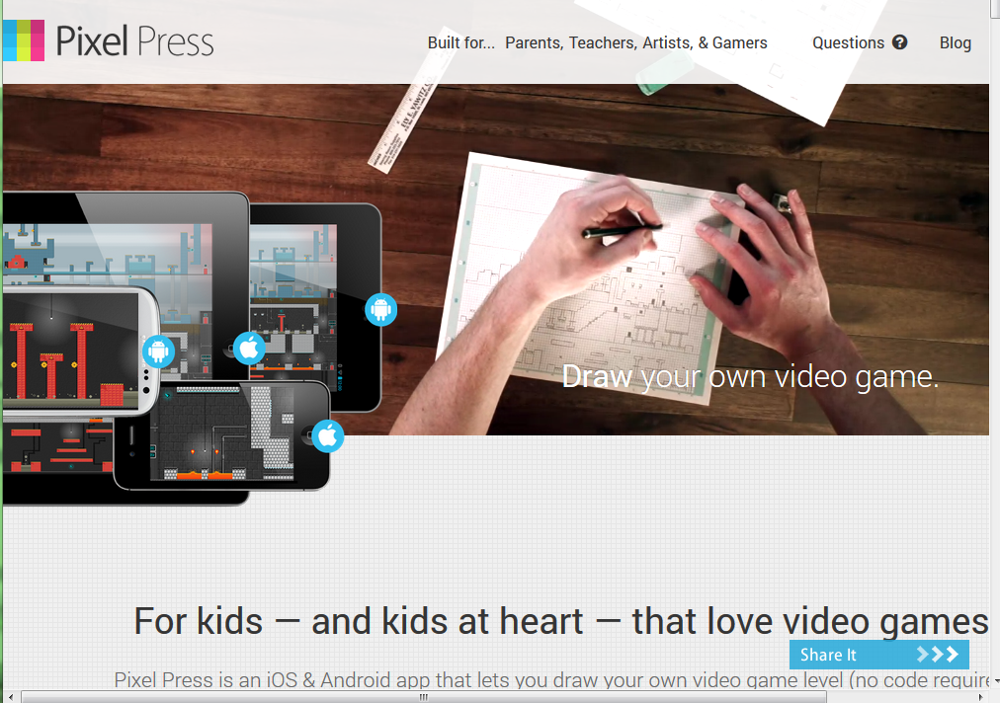 Pixel Press
Built for... Parents, Teachers, Artists, & Gamers Questions ? Blog
Draw your own video game.
For kids — and kids at heart — that love video games
Share It
Pixel Press is an iOS & Android app that lets you draw your own video game level (no code require